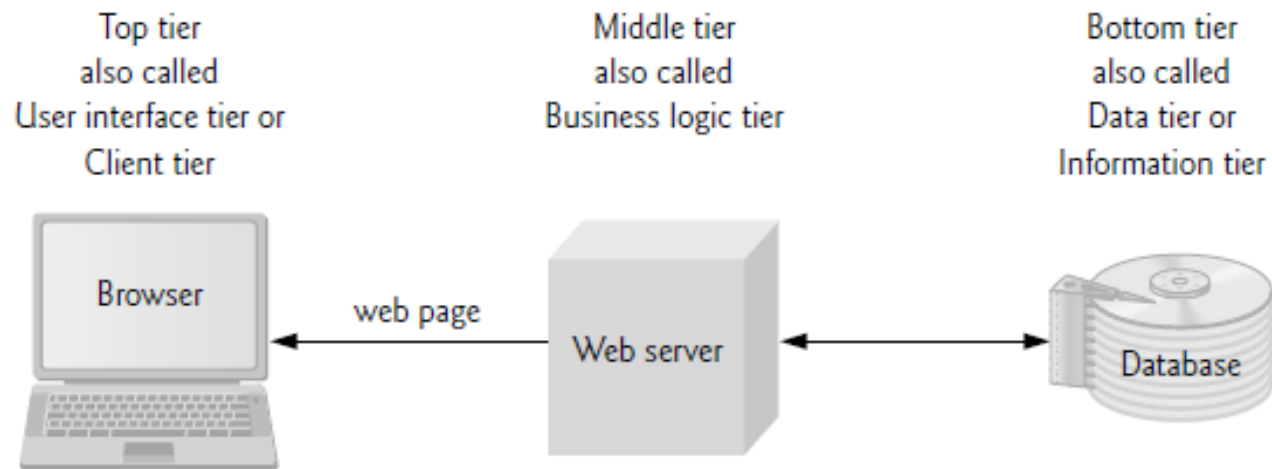 Top tier
also called
User interface tier or
Client tier
Middle tier
also called
Business logic tier
Bottom tier
also called
Data tier or
Information tier
Browser
web page
Web server
Database